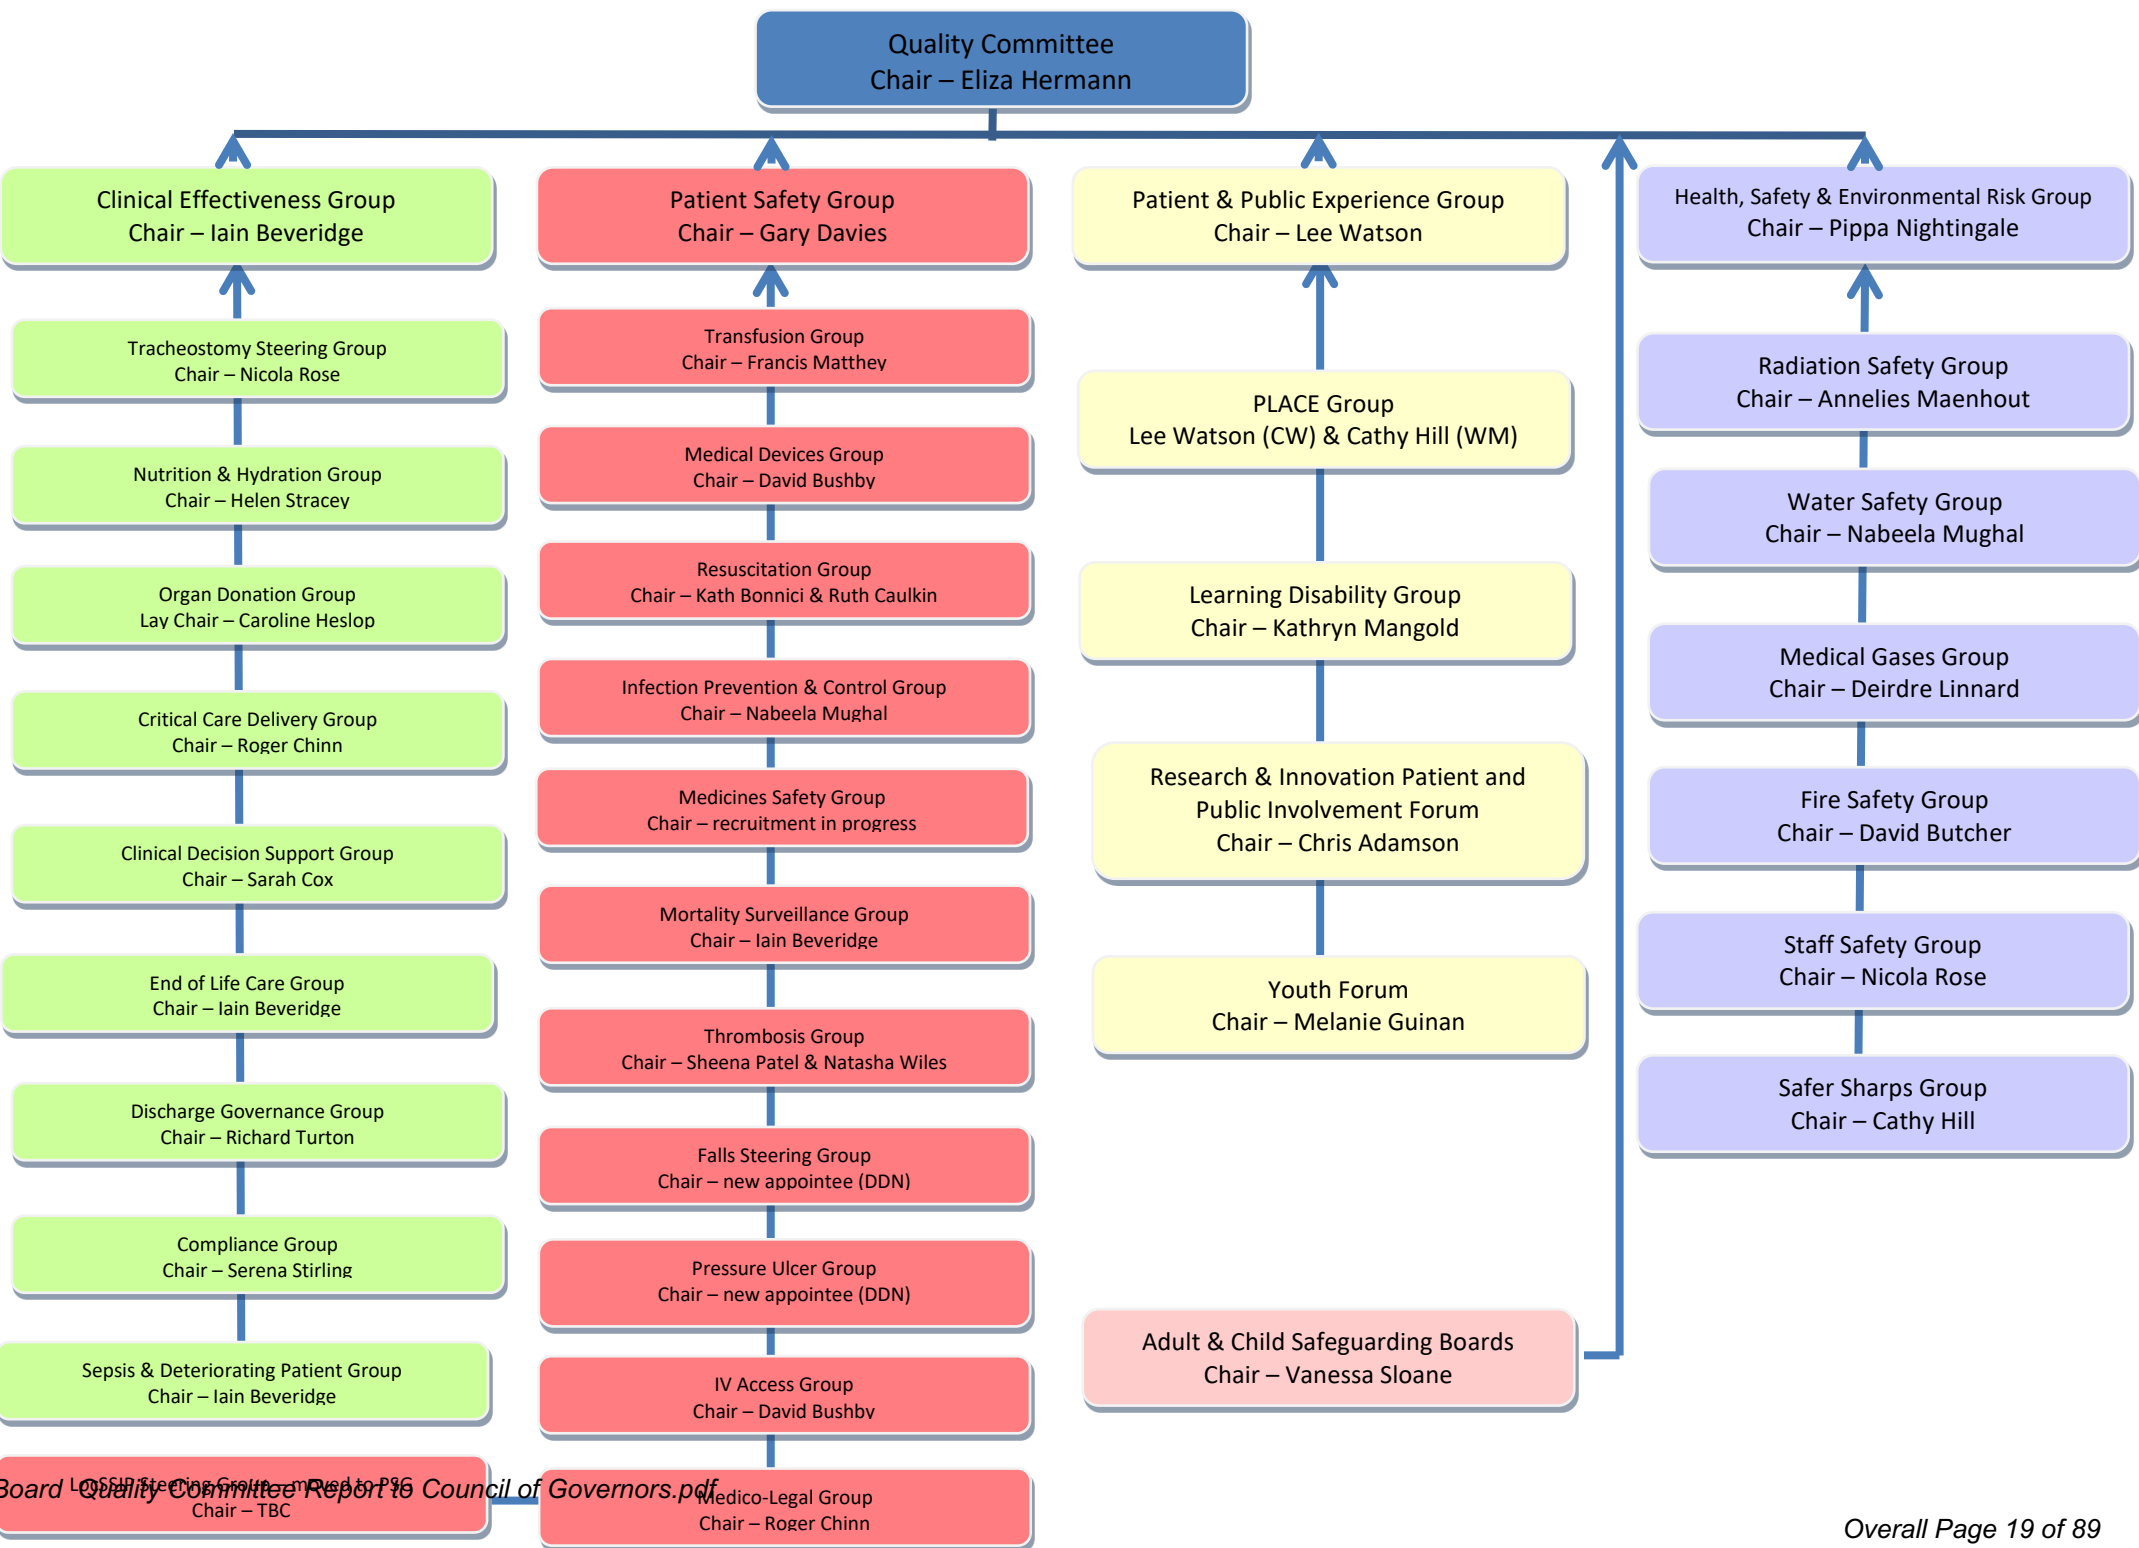 Quality Committee
Chair – Eliza Hermann
Clinical Effectiveness Group
Chair – Iain Beveridge
Tracheostomy Steering Group
Chair – Nicola Rose
Nutrition & Hydration Group
Chair – Helen Stracey
Organ Donation Group
Lay Chair – Caroline Heslop
Critical Care Delivery Group
Chair – Roger Chinn
Clinical Decision Support Group
Chair – Sarah Cox
End of Life Care Group
Chair – Iain Beveridge
Discharge Governance Group
Chair – Richard Turton
Compliance Group
Chair – Serena Stirling
Sepsis & Deteriorating Patient Group
Chair – Iain Beveridge
LocSSIP Steering Group – moved to PSG
Chair – TBC
Patient Safety Group
Chair – Gary Davies
Transfusion Group
Chair – Francis Matthey
Medical Devices Group
Chair – David Bushby
Resuscitation Group
Chair – Kath Bonnici & Ruth Caulkin
Infection Prevention & Control Group
Chair – Nabeela Mughal
Medicines Safety Group
Chair – recruitment in progress
Mortality Surveillance Group
Chair – Iain Beveridge
Thrombosis Group
Chair – Sheena Patel & Natasha Wiles
Falls Steering Group
Chair – new appointee (DDN)
Pressure Ulcer Group
Chair – new appointee (DDN)
IV Access Group
Chair – David Bushby
Medico-Legal Group
Chair – Roger Chinn
Patient & Public Experience Group
Chair – Lee Watson
PLACE Group
Lee Watson (CW) & Cathy Hill (WM)
Learning Disability Group
Chair – Kathryn Mangold
Research & Innovation Patient and
Public Involvement Forum
Chair – Chris Adamson
Youth Forum
Chair – Melanie Guinan
Adult & Child Safeguarding Boards
Chair – Vanessa Sloane
Health, Safety & Environmental Risk Group
Chair – Pippa Nightingale
Radiation Safety Group
Chair – Annelies Maenhout
Water Safety Group
Chair – Nabeela Mughal
Medical Gases Group
Chair – Deirdre Linnard
Fire Safety Group
Chair – David Butcher
Staff Safety Group
Chair – Nicola Rose
Safer Sharps Group
Chair – Cathy Hill
Board Quality Committee Report to Council of Governors.pdf
Overall Page 19 of 89